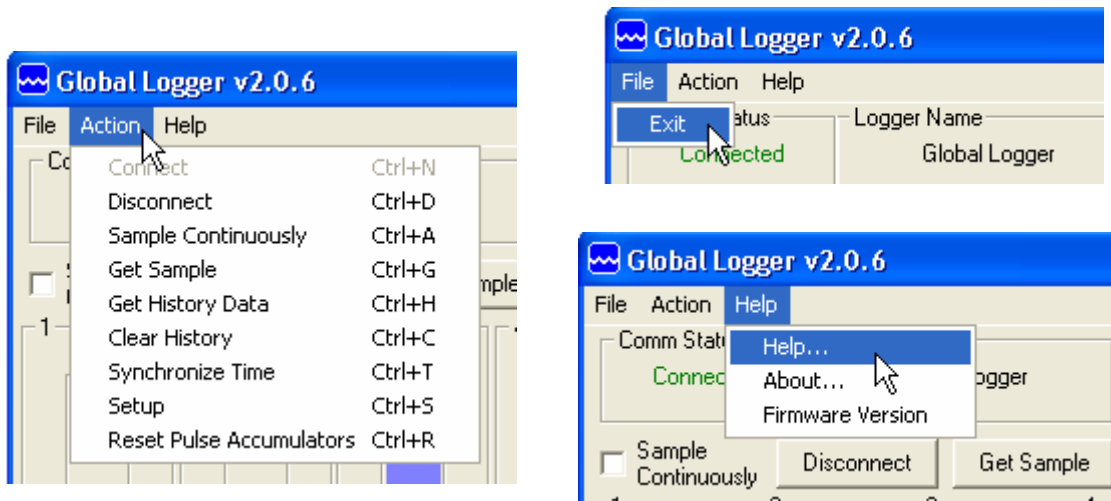 Global Logger v2.0.6
File Action Help
Connect Ctrl+N
Disconnect Ctrl+D
Sample Continuously Ctrl+A
Get Sample Ctrl+G
Get History Data Ctrl+H
Clear History Ctrl+C
Synchronize Time Ctrl+T
Setup Ctrl+S
Reset Pulse Accumulators Ctrl+R
1
Global Logger v2.0.6
File Action Help
Exit
Logger Name
Connected
Global Logger
Global Logger v2.0.6
File Action Help
Comm
Help...
About...
Firmware Version
Sample
Continuously
Disconnect Get Sample